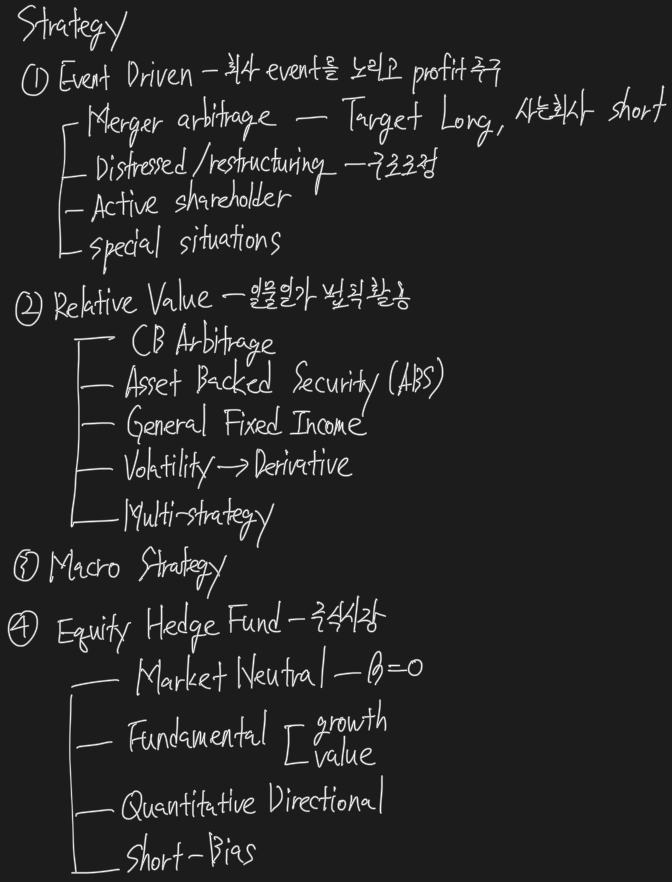 Strategy
① Event Driven – 회사 event를 노리고 profit 추구
Merger arbitrage — Target Long, 사는회사 short
Distressed/restructuring – 구조조정
Active shareholder
special situations
② Relative Value – 일물일가 법칙 활용
CB Arbitrage
Asset Backed Security (ABS)
General Fixed Income
Volatility → Derivative
Multi-strategy
③ Macro Strategy
④ Equity Hedge Fund – 주식시장
Market Neutral – β=0
Fundamental [ growth
value
Quantitative Directional
Short-Bias